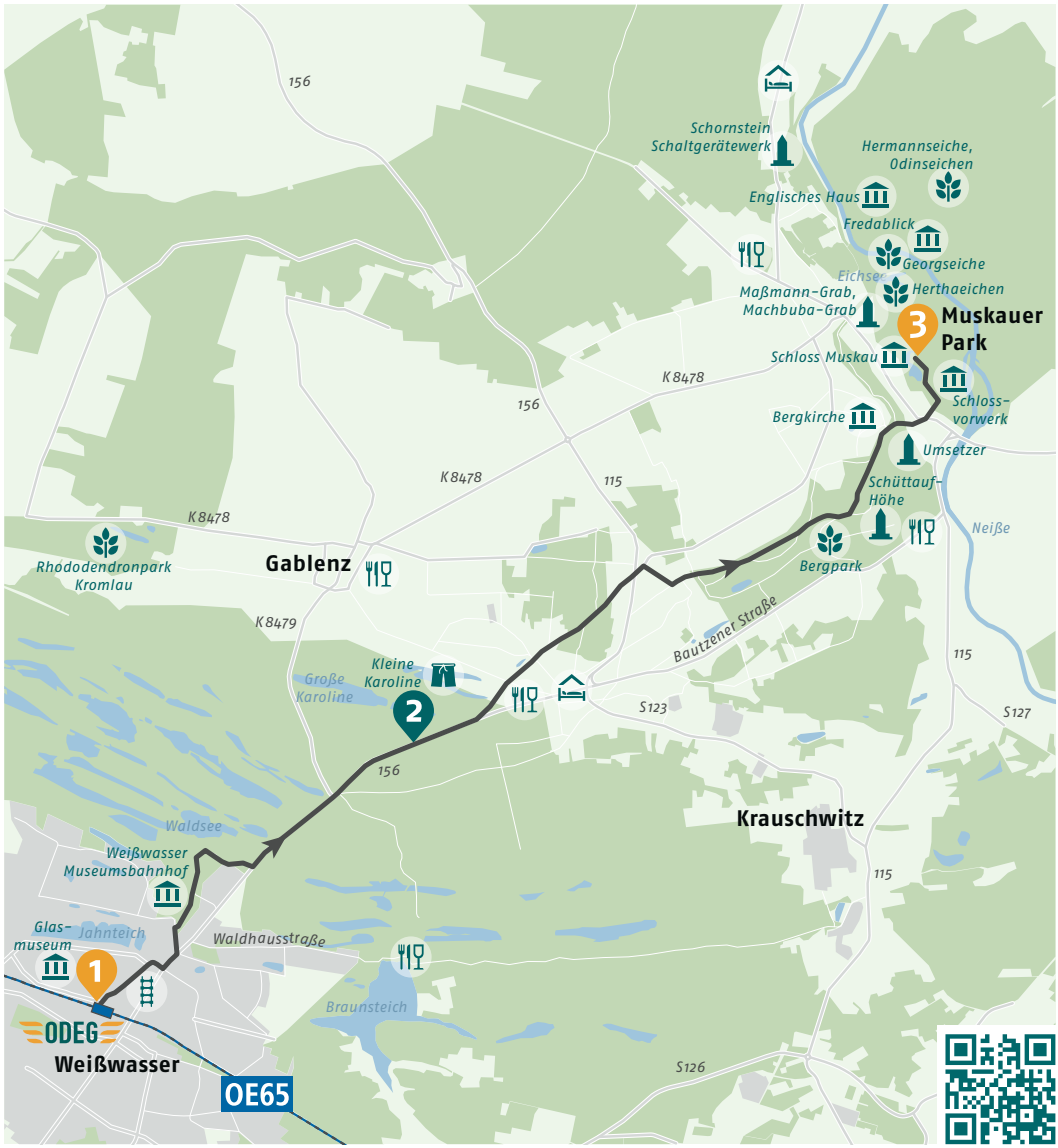 156
Schornstein
Schaltgerätewerk
Hermannseiche,
Odinseichen
Englisches Haus
Fredablick
Georgseiche
Eichsee
Herthaeichen
Maßmann-Grab,
Machbuba-Grab
3
Muskauer
Park
Schloss Muskau
K 8478
Schloss-
vorwerk
156
Bergkirche
Umsetzer
K 8478
115
Schüttauf-
Höhe
K 8478
Neiße
Rhododendronpark
Kromlau
Gablenz
Bergpark
K 8479
Bautzener Straße
115
Kleine
Karoline
Große
Karoline
2
S123
S127
156
Waldsee
Krauschwitz
Weißwasser
Museumsbahnhof
115
Glas-
museum
Jahnteich
Waldhausstraße
1
Braunsteich
ODEG
Weißwasser
S126
OE65